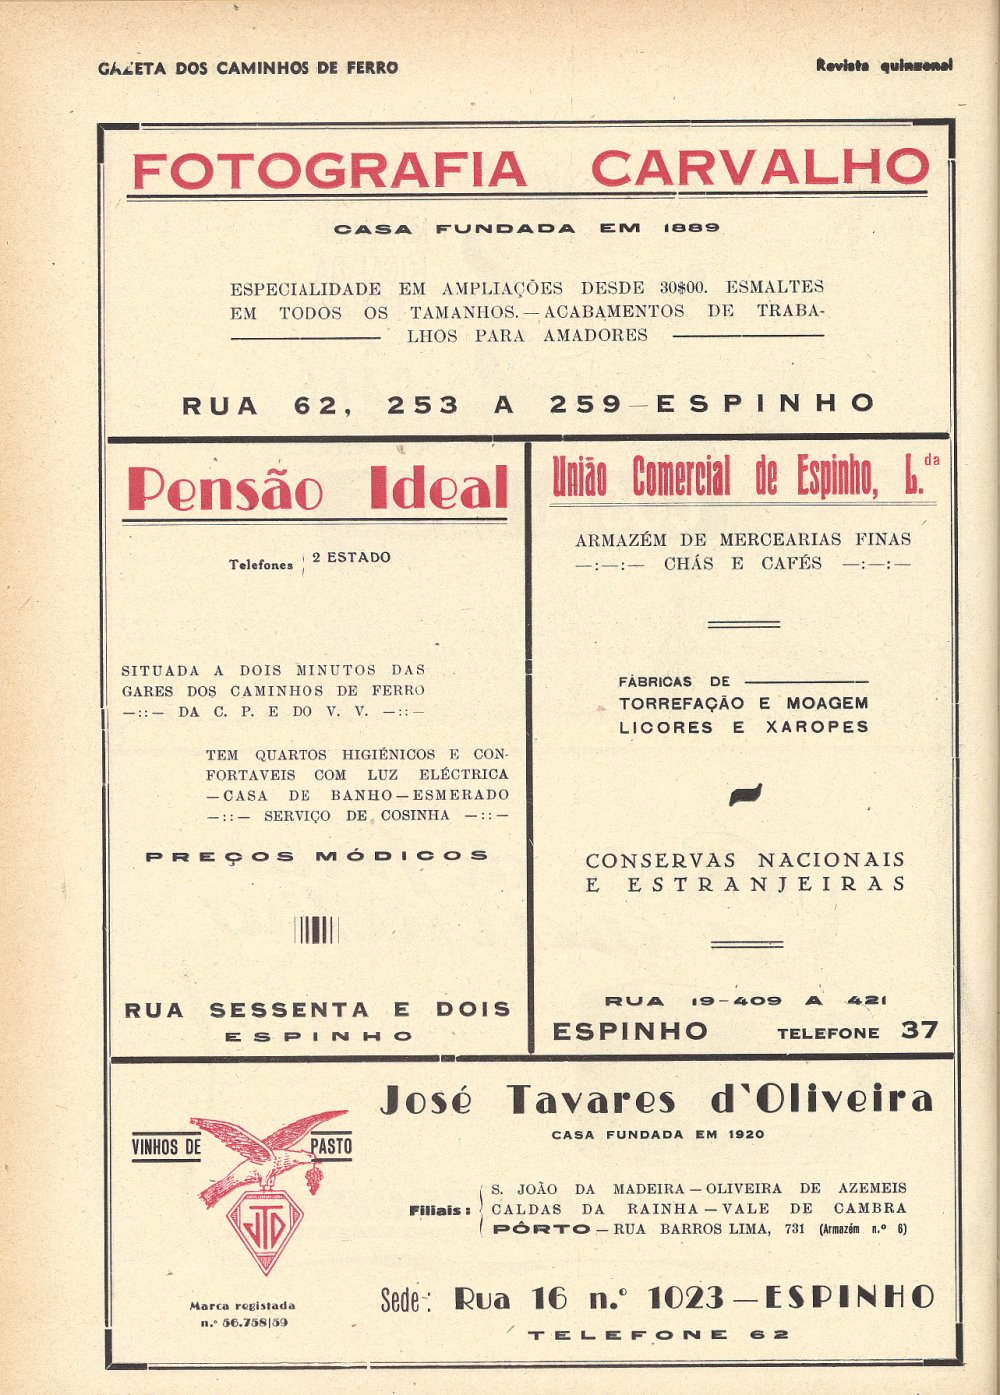 GAZETA DOS CAMINHOS DE FERRO
Revista quinzenal
FOTOGRAFIA CARVALHO
CASA FUNDADA EM 1889
ESPECIALIDADE EM AMPLIAÇÕES DESDE 30$00. ESMALTES
EM TODOS OS TAMANHOS.—ACABAMENTOS DE TRABA-
LHOS PARA AMADORES
RUA 62, 253 A 259—ESPINHO
Pensão Ideal
Telefones { 2 ESTADO
SITUADA A DOIS MINUTOS DAS
GARES DOS CAMINHOS DE FERRO
—::— DA C. P. E DO V. V. —::—
TEM QUARTOS HIGIÉNICOS E CON-
FORTAVEIS COM LUZ ELÉCTRICA
—CASA DE BANHO—ESMERADO
—::— SERVIÇO DE COSINHA —::—
PREÇOS MÓDICOS
RUA SESSENTA E DOIS
ESPINHO
União Comercial de Espinho, L.da
ARMAZÉM DE MERCEARIAS FINAS
—:—:— CHÁS E CAFÉS —:—:—
FÁBRICAS DE
TORREFAÇÃO E MOAGEM
LICORES E XAROPES
CONSERVAS NACIONAIS
E ESTRANJEIRAS
RUA 19-409 A 421
ESPINHO TELEFONE 37
VINHOS DE PASTO
JTO
Marca registada
n.º 56.758|59
José Tavares d`Oliveira
CASA FUNDADA EM 1920
Filiais: { S. JOÃO DA MADEIRA—OLIVEIRA DE AZEMEIS
CALDAS DA RAINHA—VALE DE CAMBRA
PÔRTO—RUA BARROS LIMA, 731 (Armazém n.º 6)
Sede: Rua 16 n.º 1023—ESPINHO
TELEFONE 62